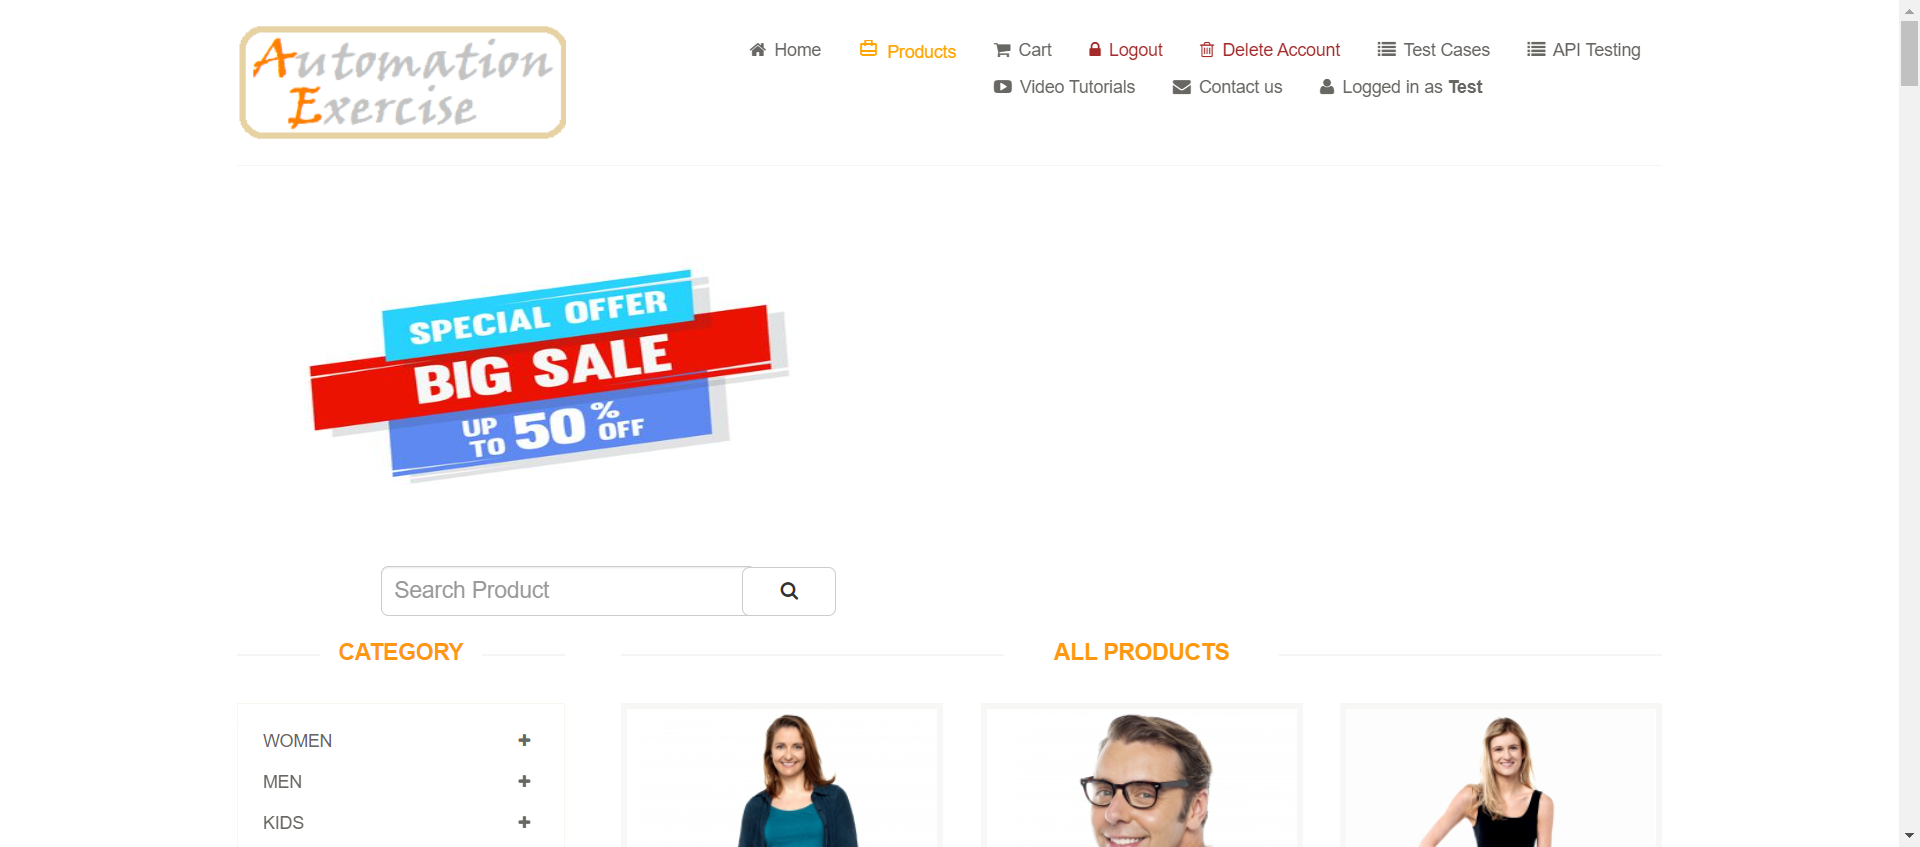 Automation
Exercise
Home
Products
Cart
Logout
Delete Account
Test Cases
API Testing
Video Tutorials
Contact us
Logged in as Test
SPECIAL OFFER
BIG SALE
UP TO 50% OFF
Search Product
CATEGORY
ALL PRODUCTS
WOMEN
MEN
KIDS